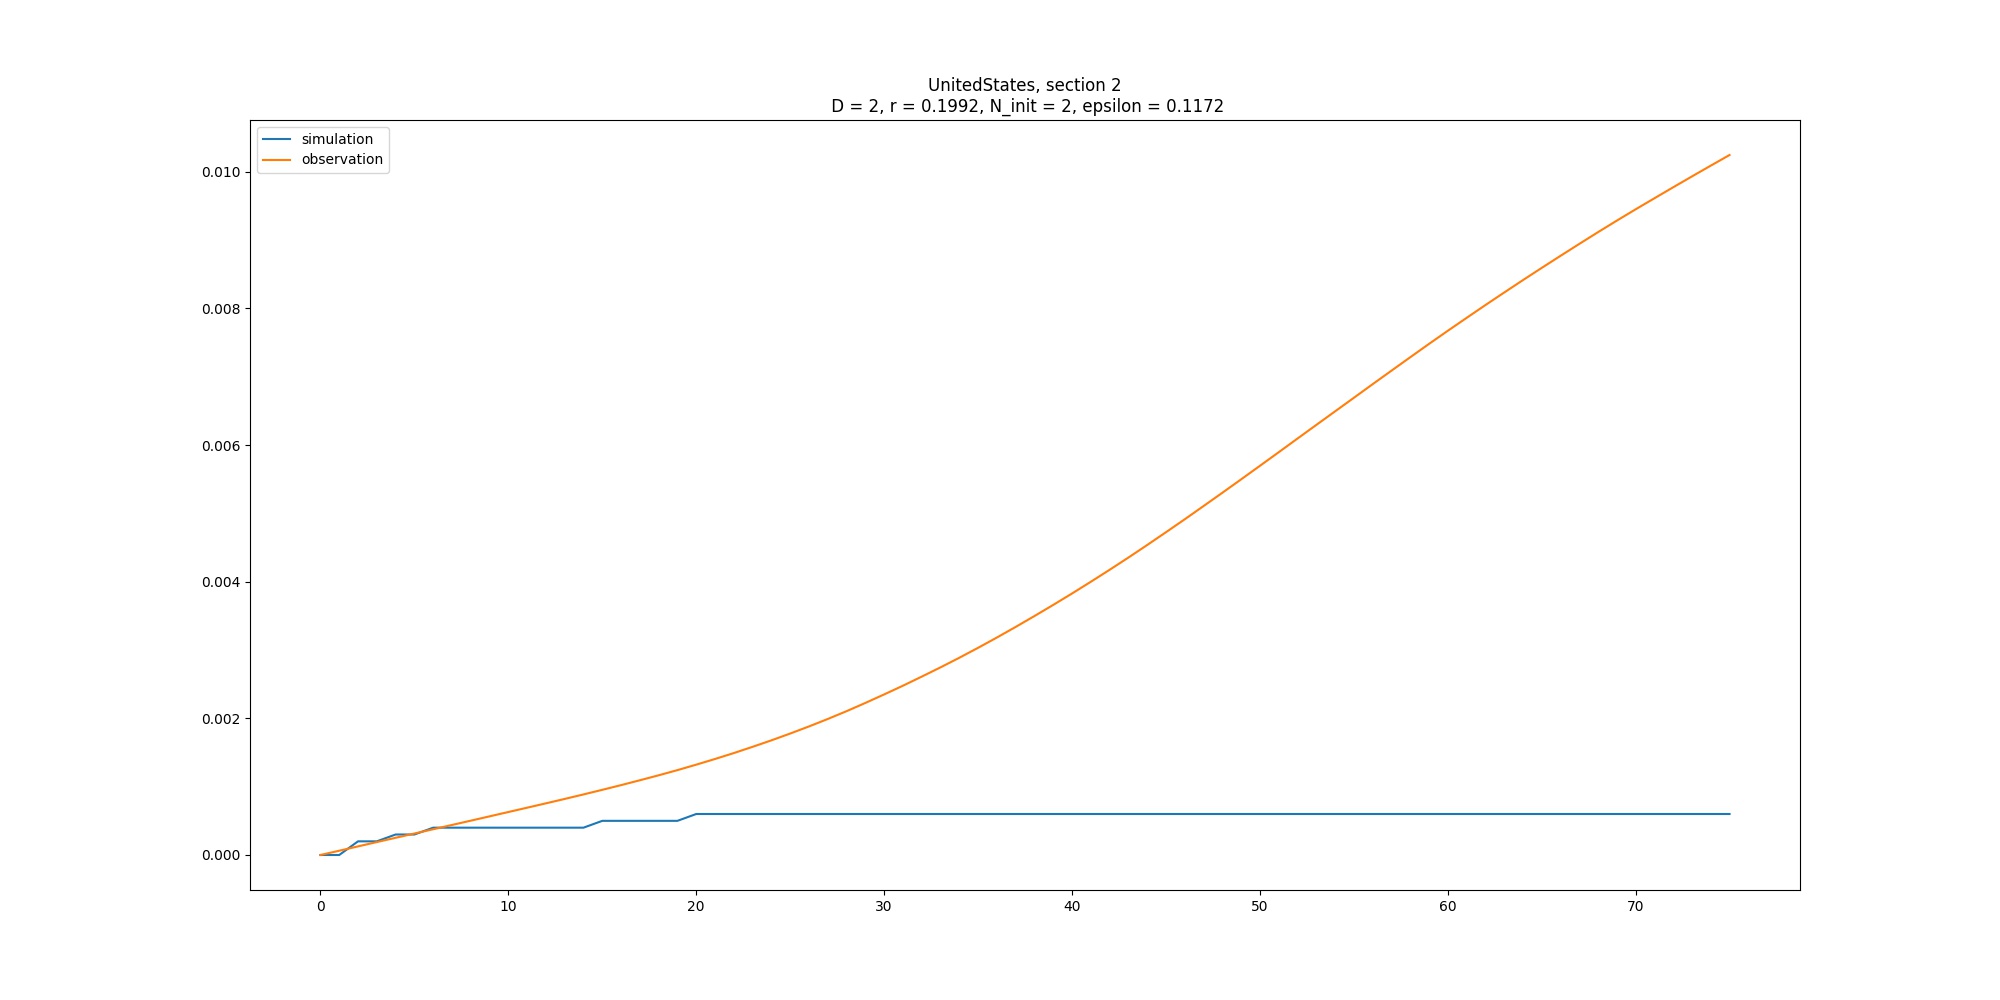 UnitedStates, section 2
D = 2, r = 0.1992, N_init = 2, epsilon = 0.1172
simulation
observation
0.010
0.008
0.006
0.004
0.002
0.000
0 10 20 30 40 50 60 70